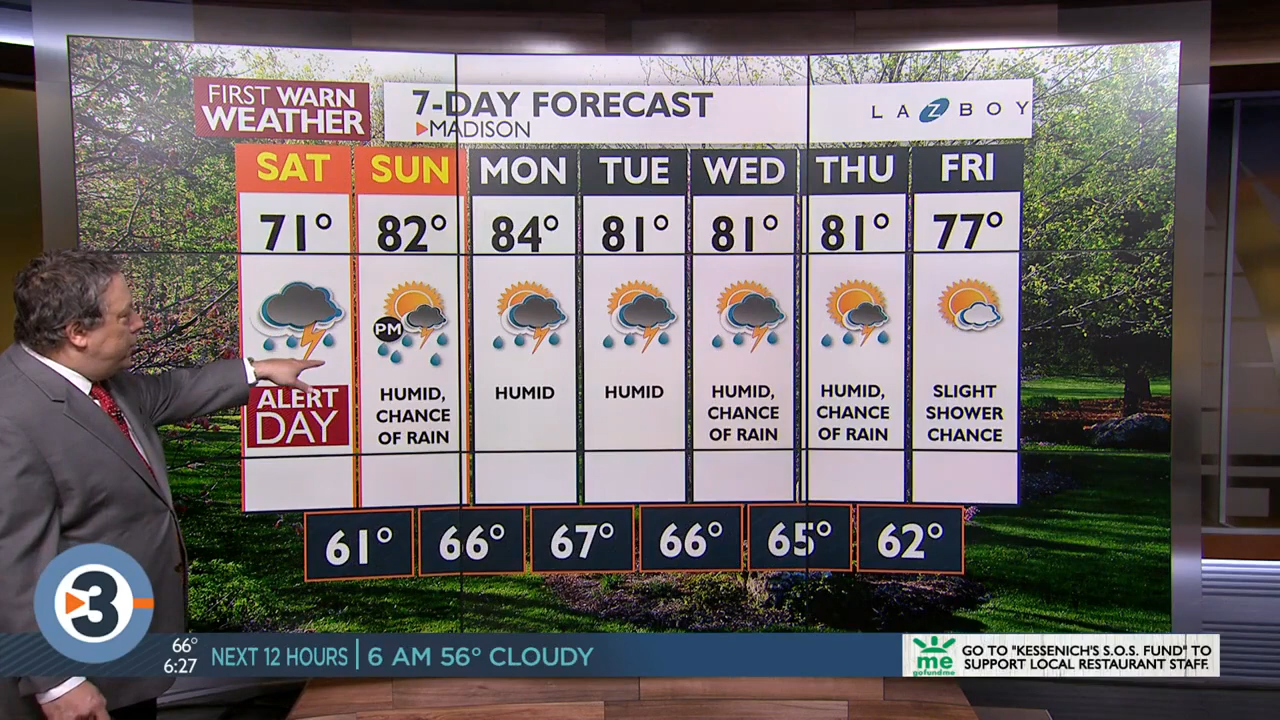 FIRST WARN
WEATHER
7-DAY FORECAST
MADISON
LA Z BOY
SAT SUN MON TUE WED THU FRI
71° 82° 84° 81° 81° 81° 77°
PM
ALERT
DAY
HUMID,
CHANCE
OF RAIN
HUMID
HUMID
HUMID,
CHANCE
OF RAIN
HUMID,
CHANCE
OF RAIN
SLIGHT
SHOWER
CHANCE
61° 66° 67° 66° 65° 62°
3
66°
6:27
NEXT 12 HOURS 6 AM 56° CLOUDY
me
gofundme
GO TO "KESSENICH'S S.O.S. FUND" TO
SUPPORT LOCAL RESTAURANT STAFF.